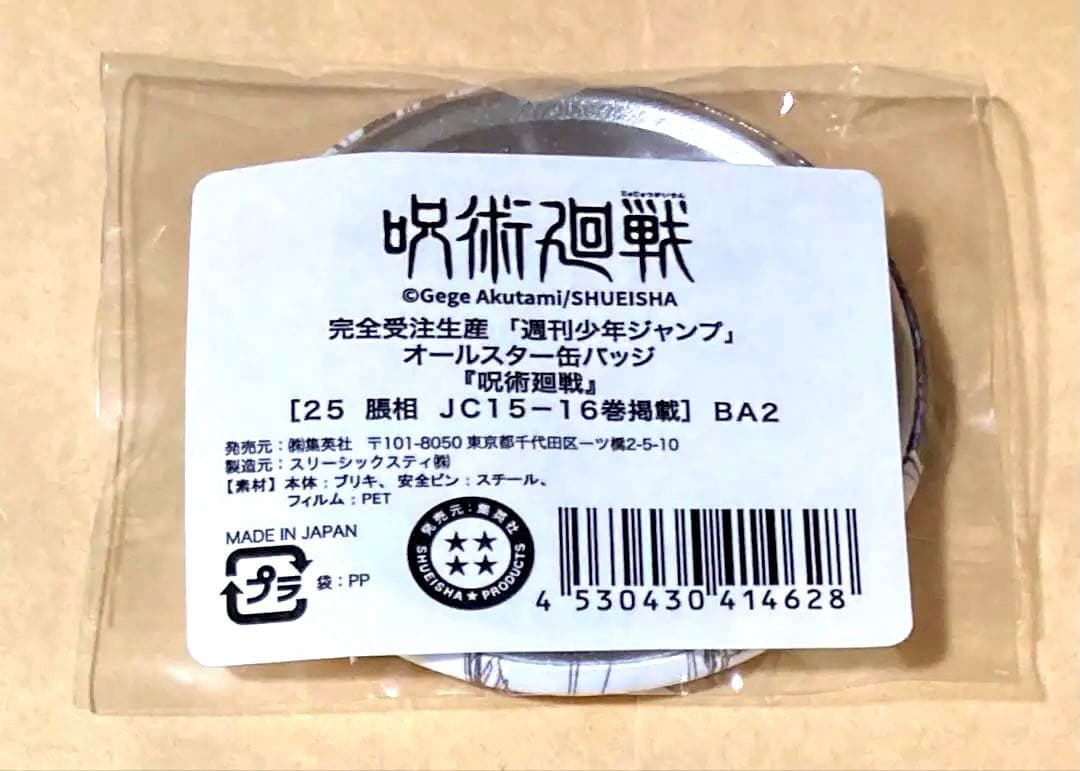 じゅじゅつかいせん
呪術廻戦
©Gege Akutami/SHUEISHA
完全受注生産 「週刊少年ジャンプ」
オールスター缶バッジ
『呪術廻戦』
[25 脹相 JC15-16巻掲載] BA2
発売元:㈱集英社 〒101-8050 東京都千代田区一ツ橋2-5-10
製造元:スリーシックスティ㈱
【素材】本体:ブリキ、安全ピン:スチール、
フィルム:PET
MADE IN JAPAN
プラ
袋:PP
発売元:集英社
SHUEISHA★PRODUCTS
4 530430 414628